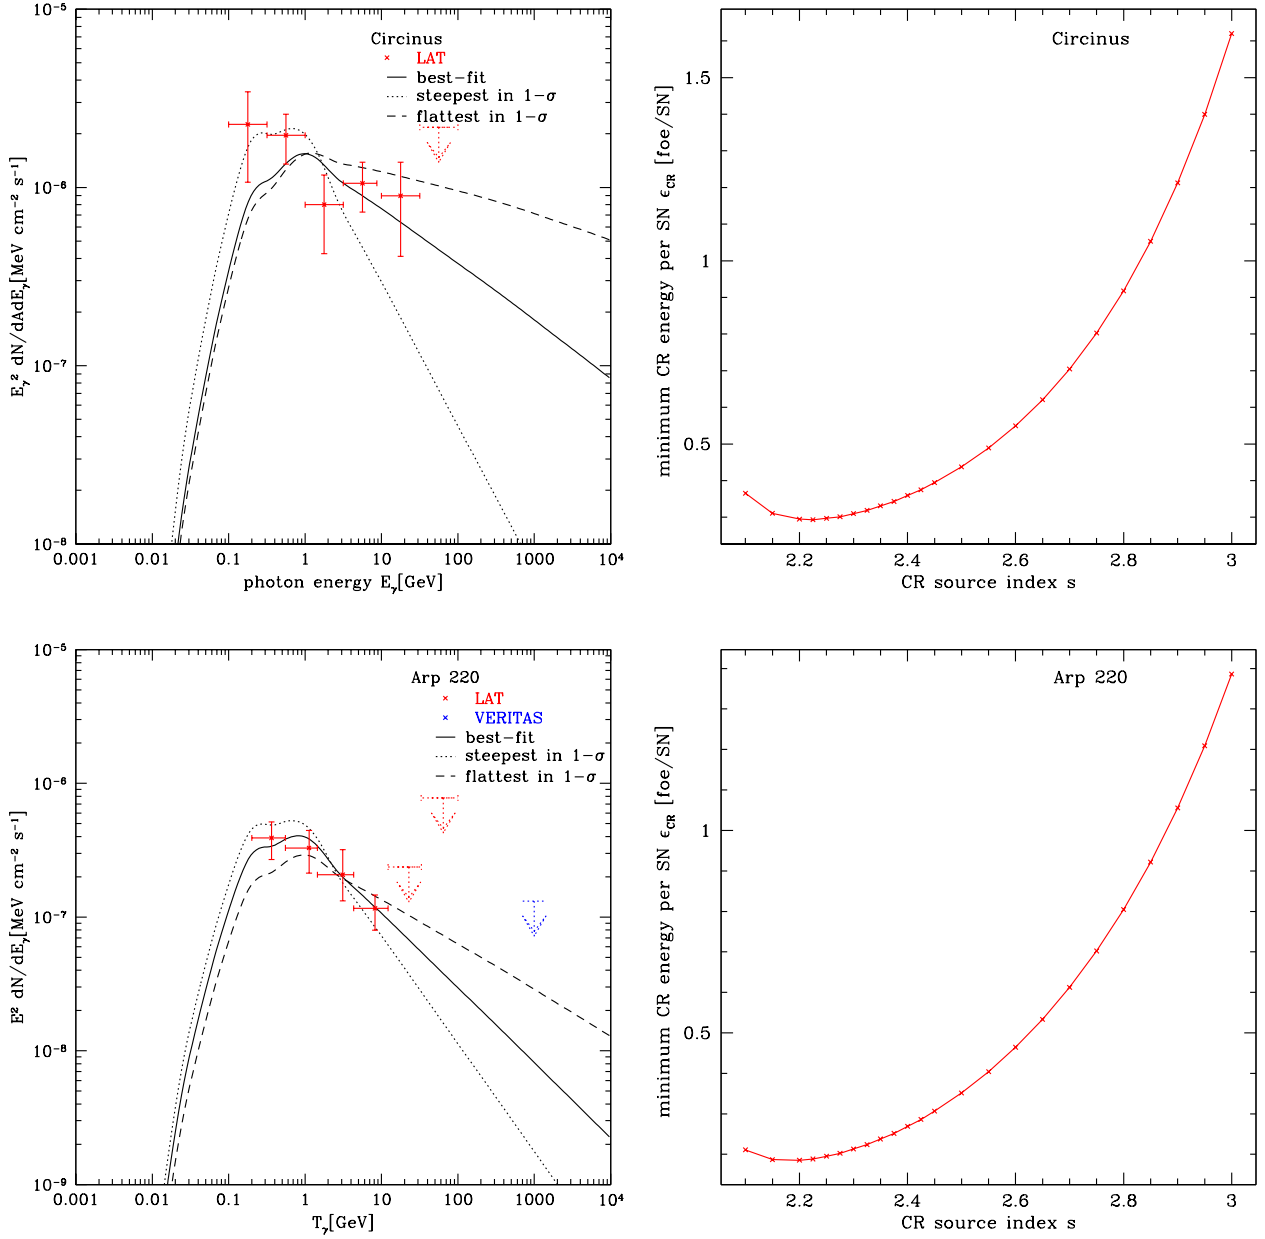 10⁻⁵
10⁻⁶
10⁻⁷
10⁻⁸
E_γ² dN/dAdE_γ[MeV cm⁻² s⁻¹]
Circinus
LAT
best-fit
steepest in 1-σ
flattest in 1-σ
0.001 0.01 0.1 1 10 100 1000 10⁴
photon energy E_γ[GeV]
1.5
1
0.5
minimum CR energy per SN ϵ_CR [foe/SN]
Circinus
2.2 2.4 2.6 2.8 3
CR source index s
10⁻⁵
10⁻⁶
10⁻⁷
10⁻⁸
10⁻⁹
E² dN/dE_γ[MeV cm⁻² s⁻¹]
Arp 220
LAT
VERITAS
best-fit
steepest in 1-σ
flattest in 1-σ
0.001 0.01 0.1 1 10 100 1000 10⁴
T_γ[GeV]
1
0.5
minimum CR energy per SN ϵ_CR [foe/SN]
Arp 220
2.2 2.4 2.6 2.8 3
CR source index s